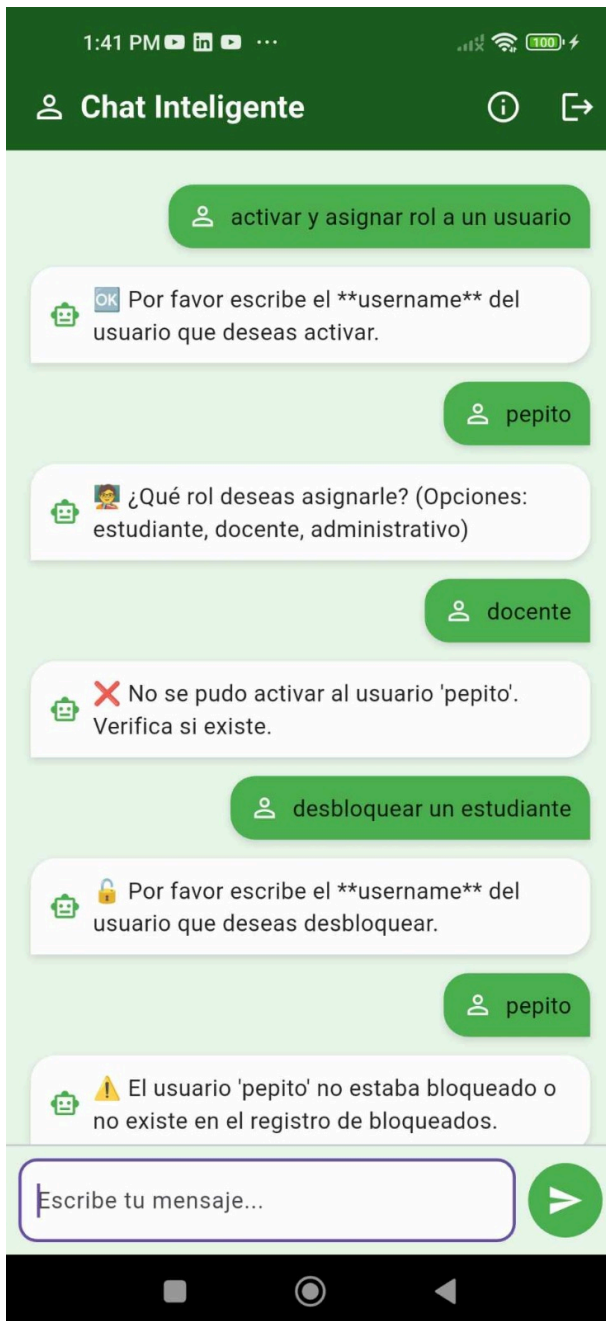 1:41 PM
100
Chat Inteligente
activar y asignar rol a un usuario
🆗 Por favor escribe el **username** del
usuario que deseas activar.
pepito
🧑‍🏫 ¿Qué rol deseas asignarle? (Opciones:
estudiante, docente, administrativo)
docente
❌ No se pudo activar al usuario 'pepito'.
Verifica si existe.
desbloquear un estudiante
🔓 Por favor escribe el **username** del
usuario que deseas desbloquear.
pepito
⚠️ El usuario 'pepito' no estaba bloqueado o
no existe en el registro de bloqueados.
Escribe tu mensaje...